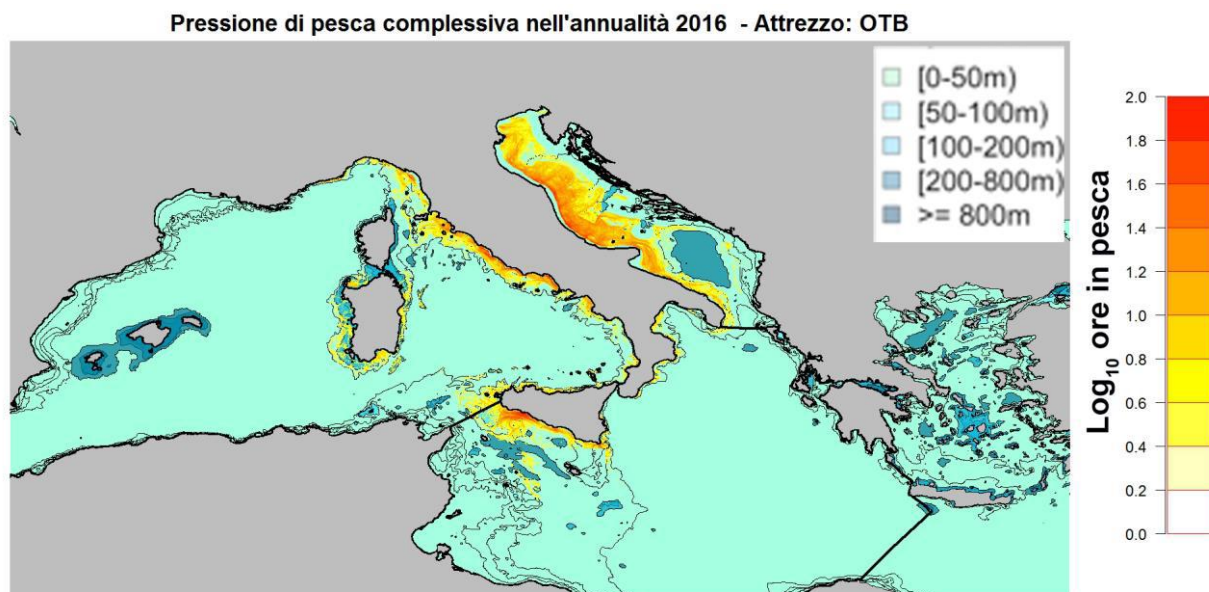 Pressione di pesca complessiva nell'annualità 2016 - Attrezzo: OTB
[0-50m)
[50-100m)
[100-200m)
[200-800m)
>= 800m
Log₁₀ ore in pesca
2.0
1.8
1.6
1.4
1.2
1.0
0.8
0.6
0.4
0.2
0.0